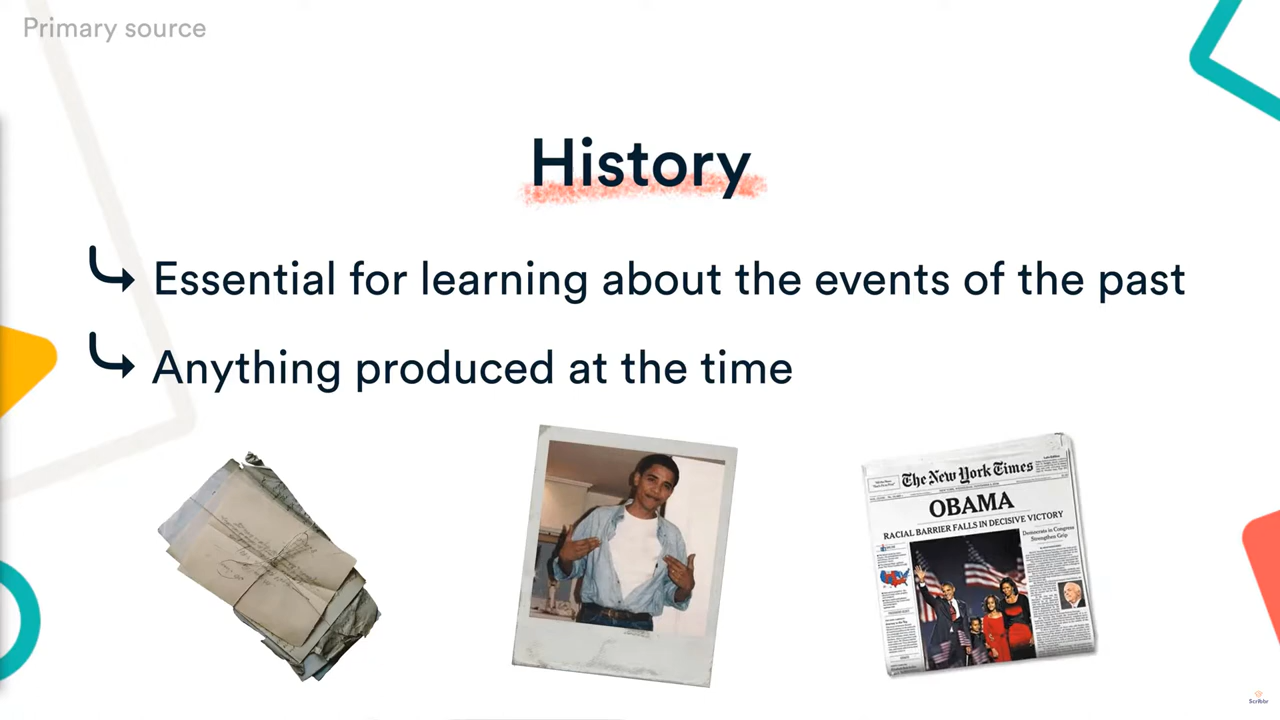 Primary source
History
Essential for learning about the events of the past
Anything produced at the time
The New York Times
OBAMA
RACIAL BARRIER FALLS IN DECISIVE VICTORY
Democrats in Congress
Strengthen Grip
Scribbr